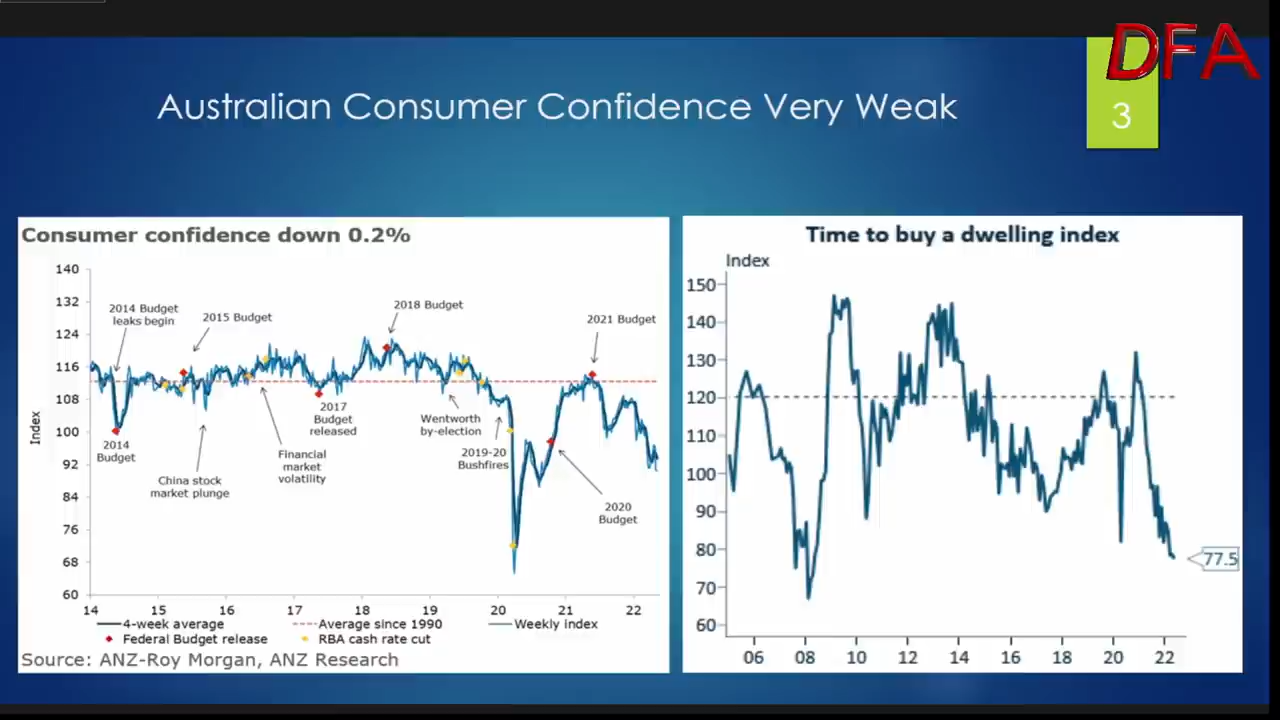 DFA
Australian Consumer Confidence Very Weak
3
Consumer confidence down 0.2%
140
132
124
116
108
100
92
84
76
68
60
Index
2014 Budget
leaks begin
2015 Budget
2018 Budget
2021 Budget
2014
Budget
China stock
market plunge
Financial
market
volatility
2017
Budget
released
Wentworth
by-election
2019-20
Bushfires
2020
Budget
14 15 16 17 18 19 20 21 22
4-week average Average since 1990 Weekly index
Federal Budget release RBA cash rate cut
Source: ANZ-Roy Morgan, ANZ Research
Time to buy a dwelling index
Index
150
140
130
120
110
100
90
80
70
60
77.5
06 08 10 12 14 16 18 20 22